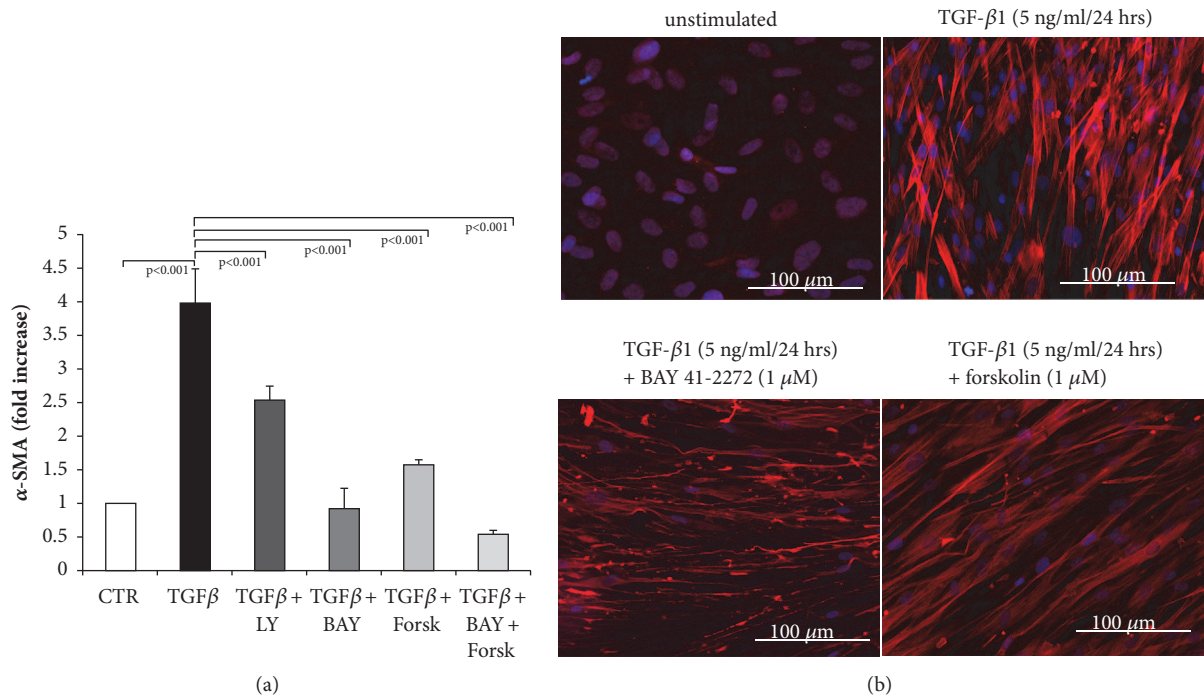 5
4.5
4
3.5
3
2.5
2
1.5
1
0.5
0
α-SMA (fold increase)
p<0.001
p<0.001
p<0.001
p<0.001
p<0.001
CTR
TGFβ
TGFβ +
LY
TGFβ +
BAY
TGFβ +
Forsk
TGFβ +
BAY +
Forsk
(a)
unstimulated
100 μm
TGF-β1 (5 ng/ml/24 hrs)
100 μm
TGF-β1 (5 ng/ml/24 hrs)
+ BAY 41-2272 (1 μM)
100 μm
TGF-β1 (5 ng/ml/24 hrs)
+ forskolin (1 μM)
100 μm
(b)